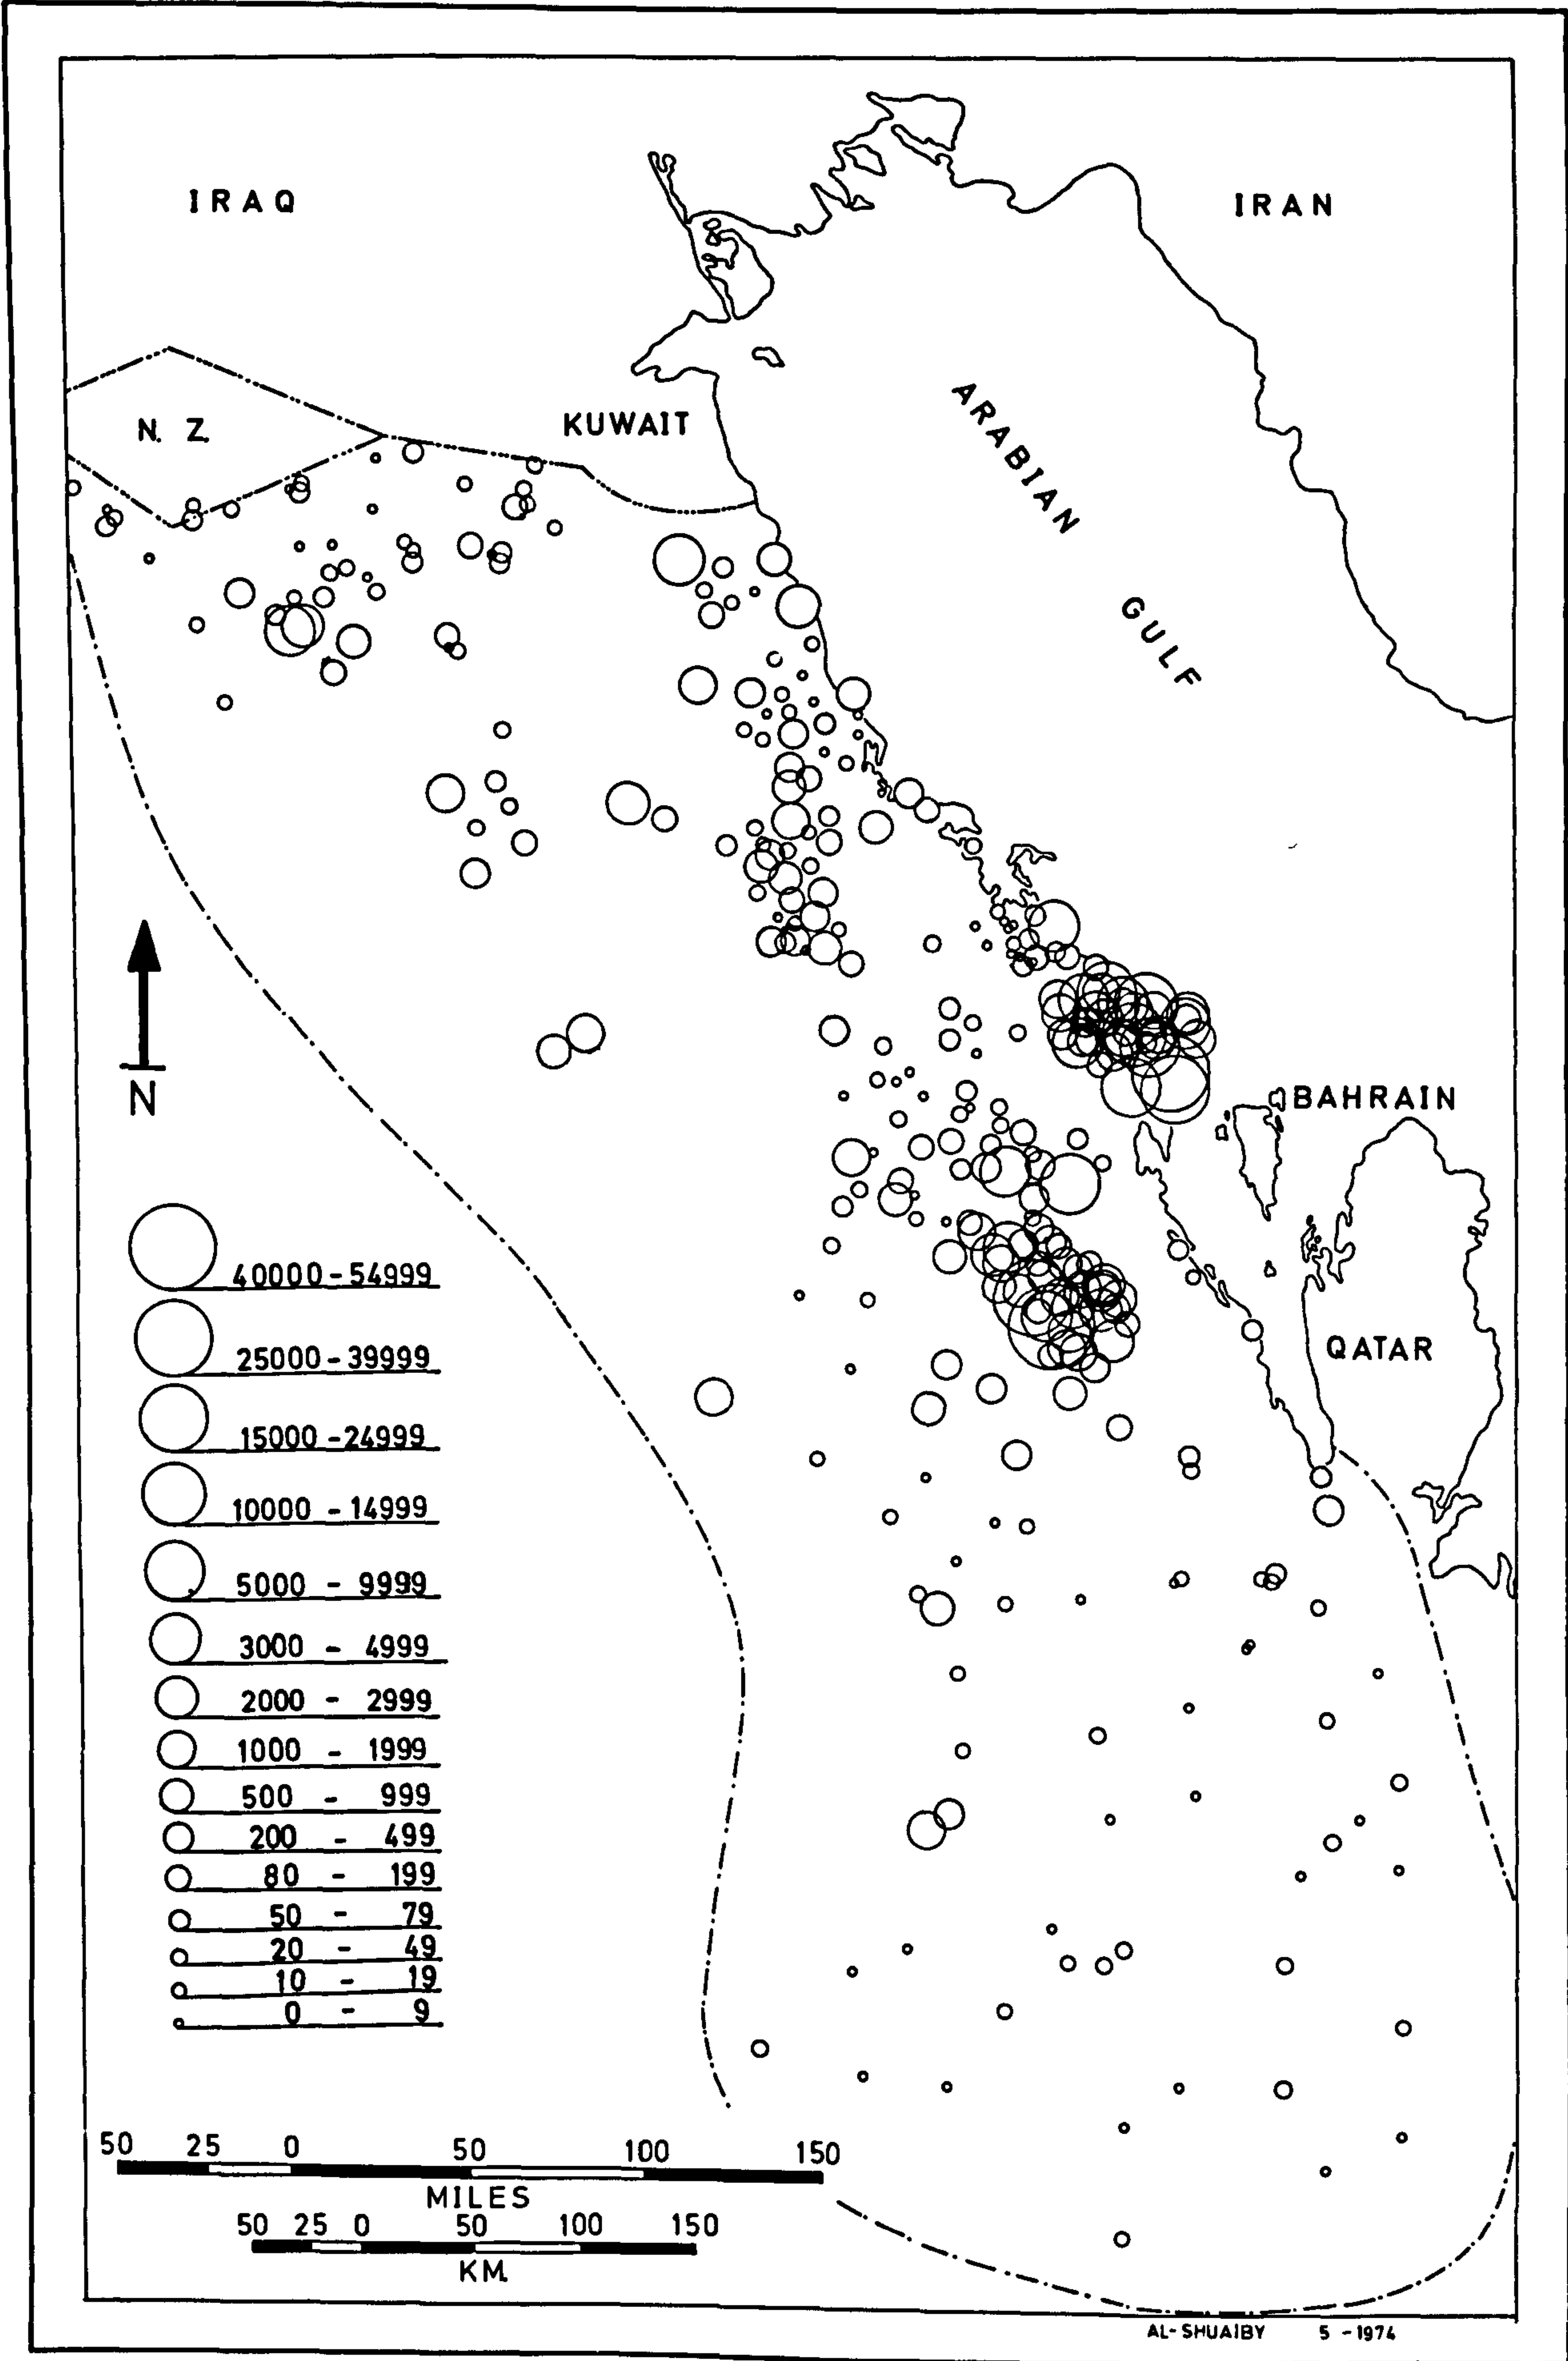 IRAQ
IRAN
N. Z.
KUWAIT
ARABIAN GULF
N
BAHRAIN
QATAR
40000 - 54999
25000 - 39999
15000 - 24999
10000 - 14999
5000 - 9999
3000 - 4999
2000 - 2999
1000 - 1999
500 - 999
200 - 499
80 - 199
50 - 79
20 - 49
10 - 19
0 - 9
50 25 0 50 100 150
MILES
50 25 0 50 100 150
KM.
AL-SHUAIBY 5 - 1974